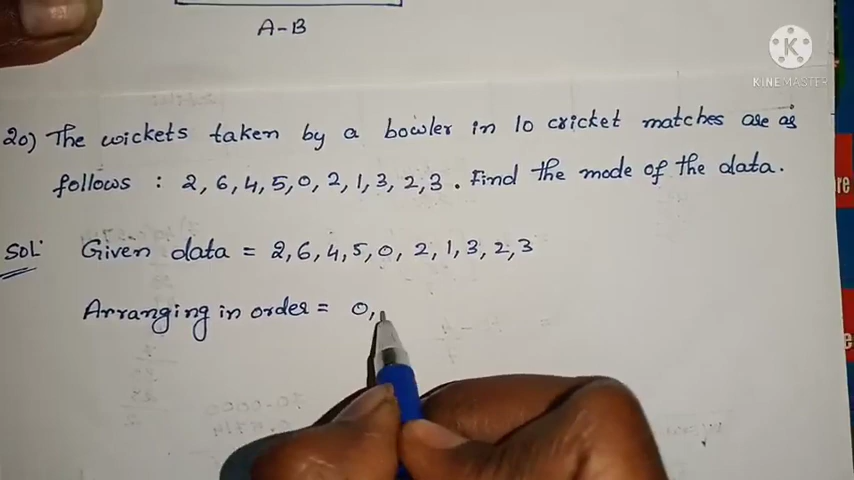 A-B
K
KINEMASTER
20) The wickets taken by a bowler in 10 cricket matches are as
follows : 2, 6, 4, 5, 0, 2, 1, 3, 2, 3 . Find the mode of the data.
Sol: Given data = 2, 6, 4, 5, 0, 2, 1, 3, 2, 3
Arranging in order = 0,